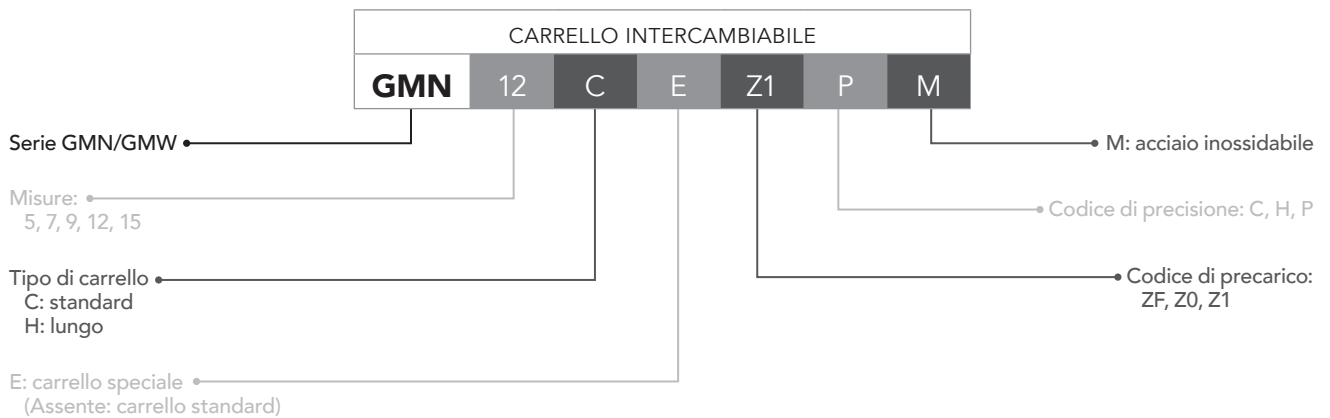 CARRELLO INTERCAMBIABILE
GMN 12 C E Z1 P M
Serie GMN/GMW
M: acciaio inossidabile
Misure:
5, 7, 9, 12, 15
Codice di precisione: C, H, P
Tipo di carrello
C: standard
H: lungo
Codice di precarico:
ZF, Z0, Z1
E: carrello speciale
(Assente: carrello standard)